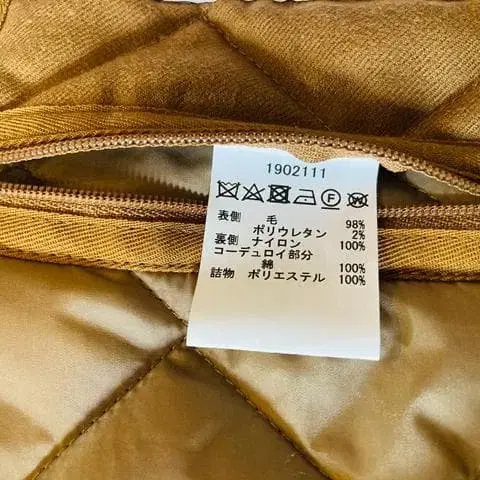 1902111
表側 毛 98%
ポリウレタン 2%
裏側 ナイロン 100%
コーデュロイ部分
綿 100%
詰物 ポリエステル 100%